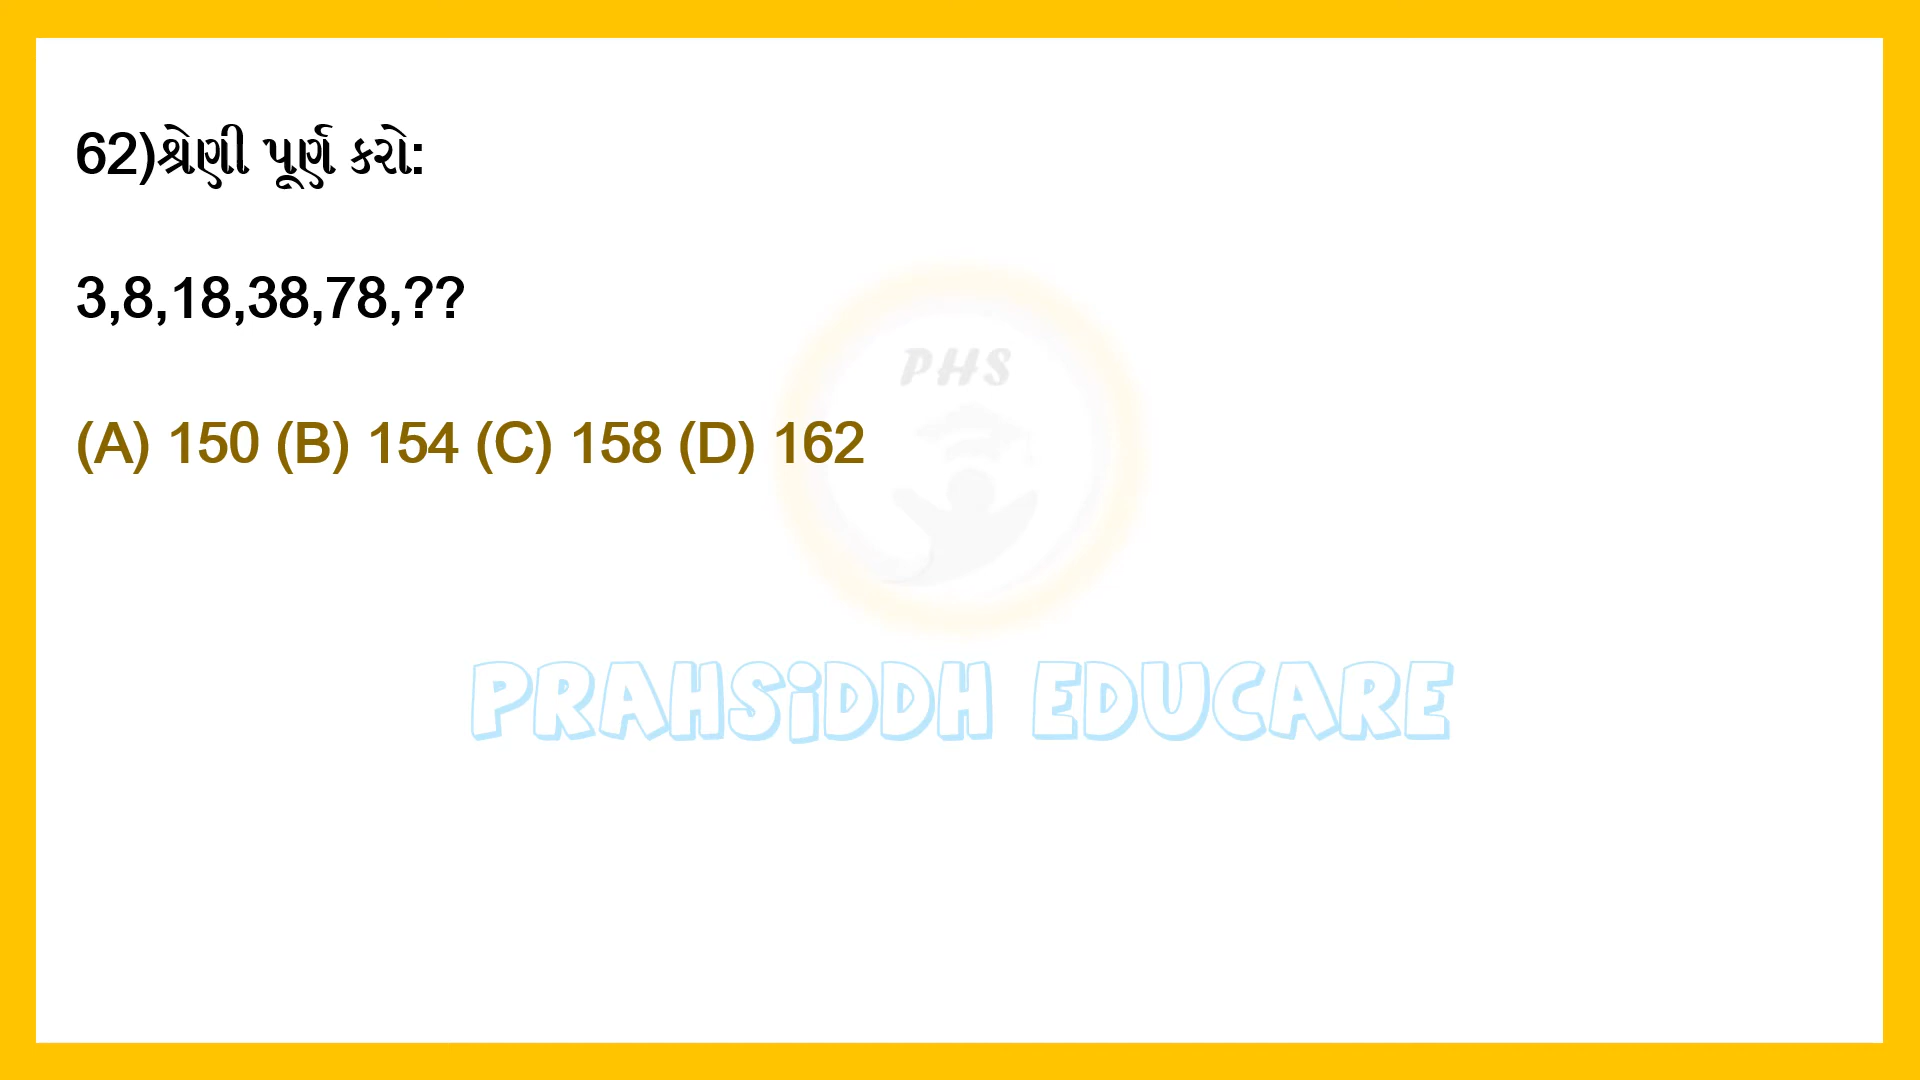 62)શ્રેણી પૂર્ણ કરો:
3,8,18,38,78,??
(A) 150 (B) 154 (C) 158 (D) 162
PHS
PRAHSiDDH EDUCARE